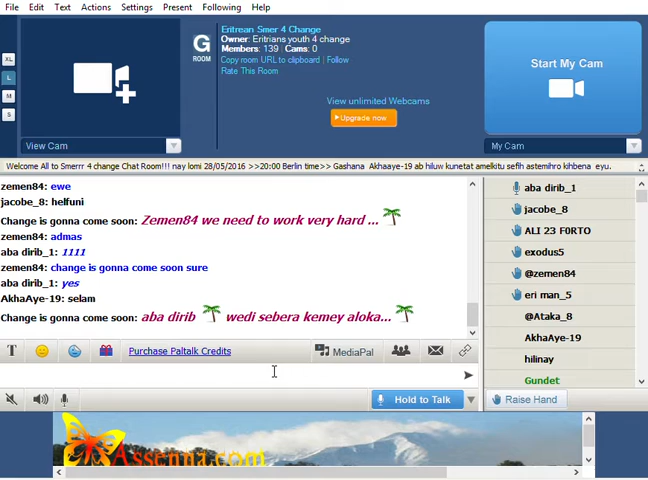 File Edit Text Actions Settings Present Following Help
XL
L
M
S
View Cam
G
ROOM
Eritrean Smer 4 Change
Owner: Eritrians youth 4 change
Members: 139 | Cams: 0
Copy room URL to clipboard | Follow
Rate This Room
View unlimited Webcams
Upgrade now
Start My Cam
My Cam
Welcome All to Smerrr 4 change Chat Room!!! nay lomi 28/05/2016 >>20:00 Berlin time>> Gashana Akhaaye-19 ab hiluw kunetat amelkitu sefih astemihro kihbena eyu.
zemen84: ewe
jacobe_8: helfuni
Change is gonna come soon: Zemen84 we need to work very hard ...
zemen84: admas
aba dirib_1: 1111
zemen84: change is gonna come soon sure
aba dirib_1: yes
AkhaAye-19: selam
Change is gonna come soon: aba dirib wedi sebera kemey aloka...
T Purchase Paltalk Credits MediaPal
Hold to Talk
aba dirib_1
jacobe_8
ALI 23 F0RTO
exodus5
@zemen84
eri man_5
@Ataka_8
AkhaAye-19
hilinay
Gundet
Raise Hand
Assenna.com